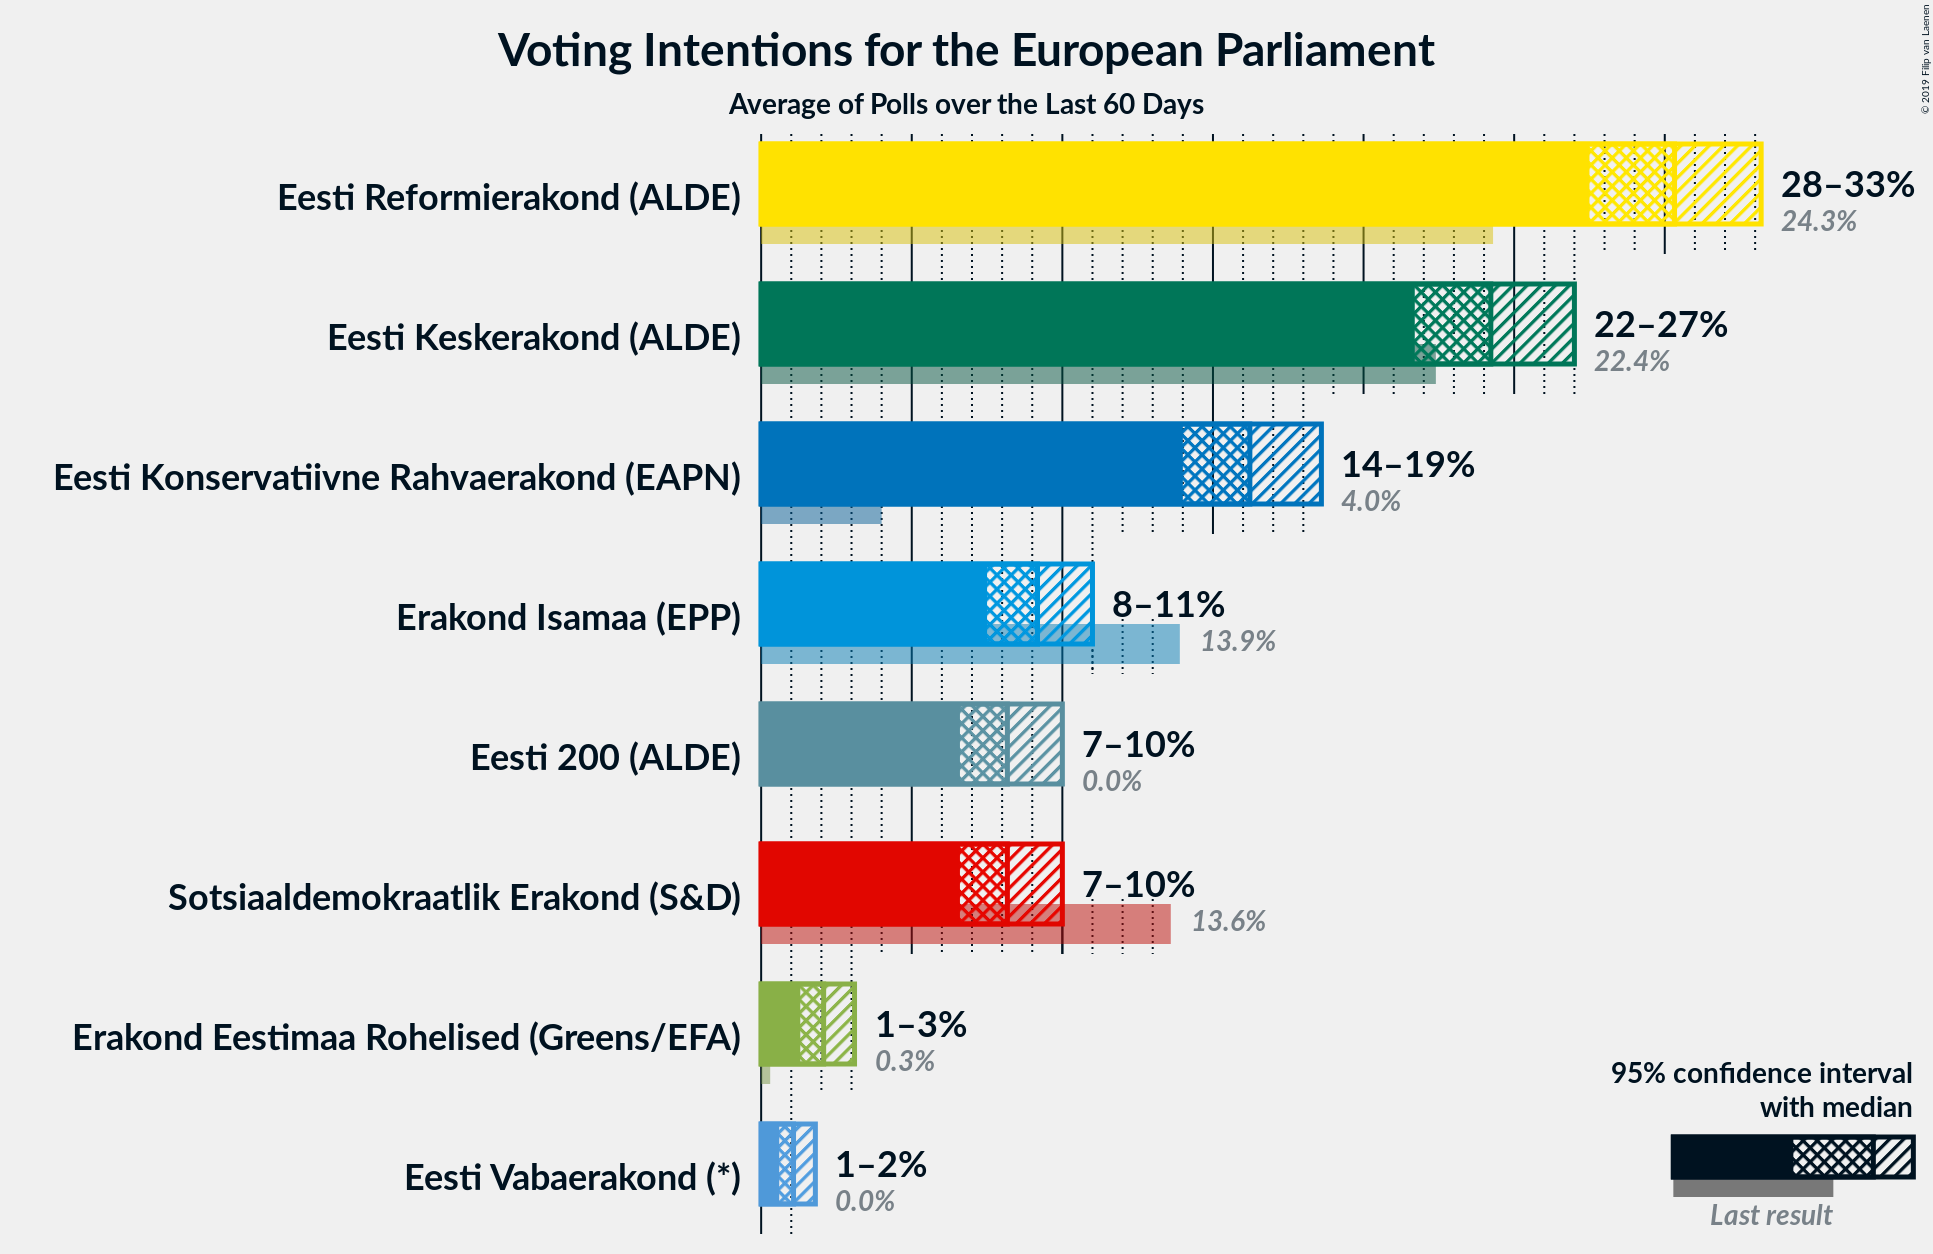 Voting Intentions for the European Parliament
Average of Polls over the Last 60 Days
© 2019 Filip van Laenen
Eesti Reformierakond (ALDE)
28–33%
24.3%
Eesti Keskerakond (ALDE)
22–27%
22.4%
Eesti Konservatiivne Rahvaerakond (EAPN)
14–19%
4.0%
Erakond Isamaa (EPP)
8–11%
13.9%
Eesti 200 (ALDE)
7–10%
0.0%
Sotsiaaldemokraatlik Erakond (S&D)
7–10%
13.6%
Erakond Eestimaa Rohelised (Greens/EFA)
1–3%
0.3%
Eesti Vabaerakond (*)
1–2%
0.0%
95% confidence interval
with median
Last result